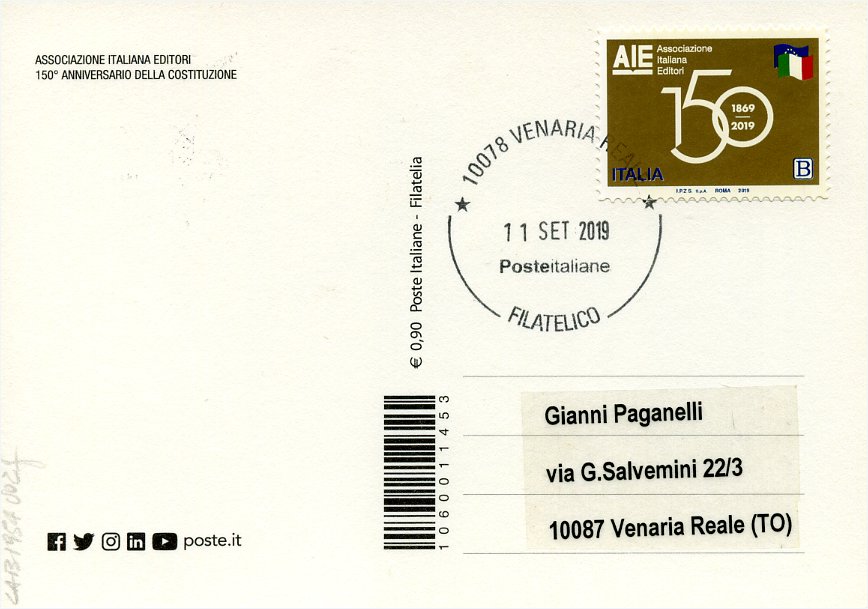 ASSOCIAZIONE ITALIANA EDITORI
150° ANNIVERSARIO DELLA COSTITUZIONE
AIE Associazione
Italiana
Editori
150
1869
2019
ITALIA
B
I.P.Z.S. S.p.A. ROMA 2019
10078 VENARIA REALE
11 SET 2019
Posteitaliane
FILATELICO
€ 0,90 Poste Italiane - Filatelia
1060011453
Gianni Paganelli
via G.Salvemini 22/3
10087 Venaria Reale (TO)
poste.it